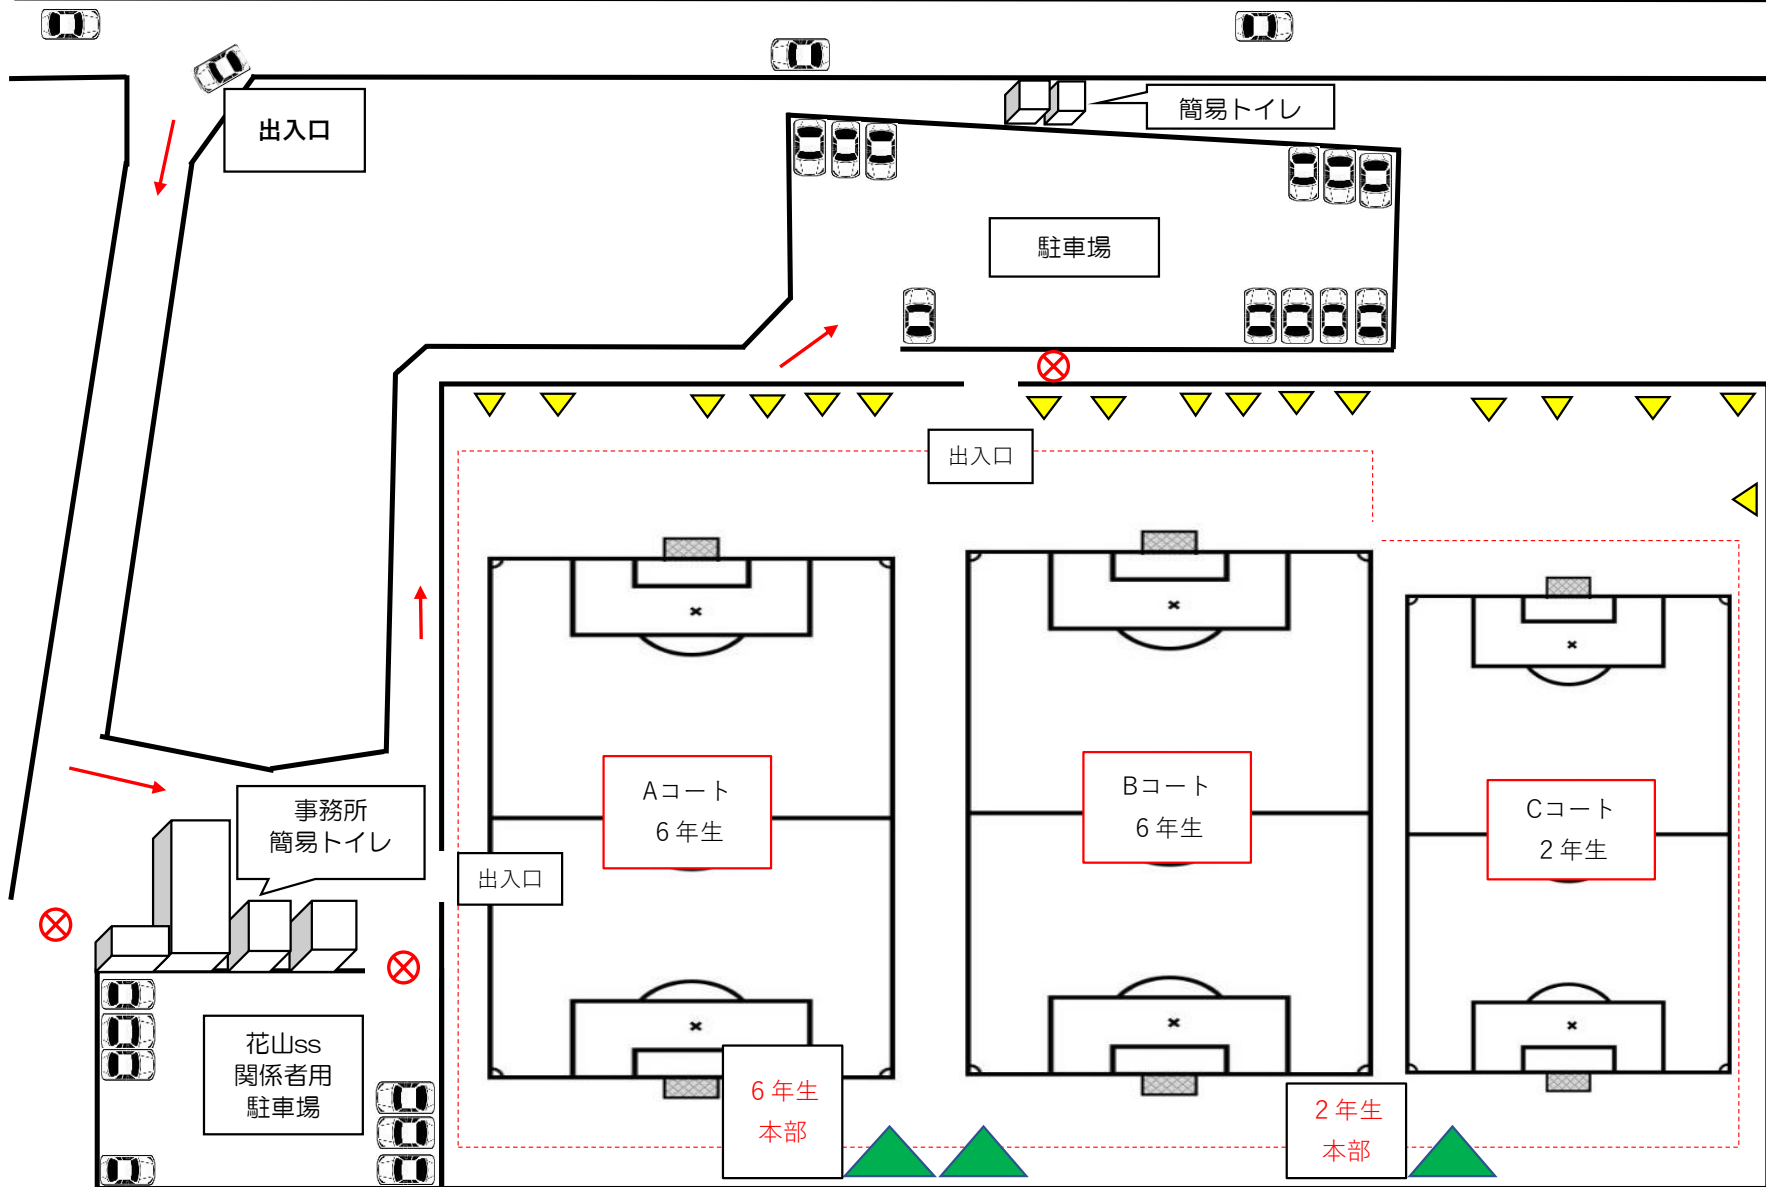 出入口
簡易トイレ
駐車場
出入口
Aコート
6年生
Bコート
6年生
Cコート
2年生
事務所
簡易トイレ
出入口
花山ss
関係者用
駐車場
6年生
本部
2年生
本部